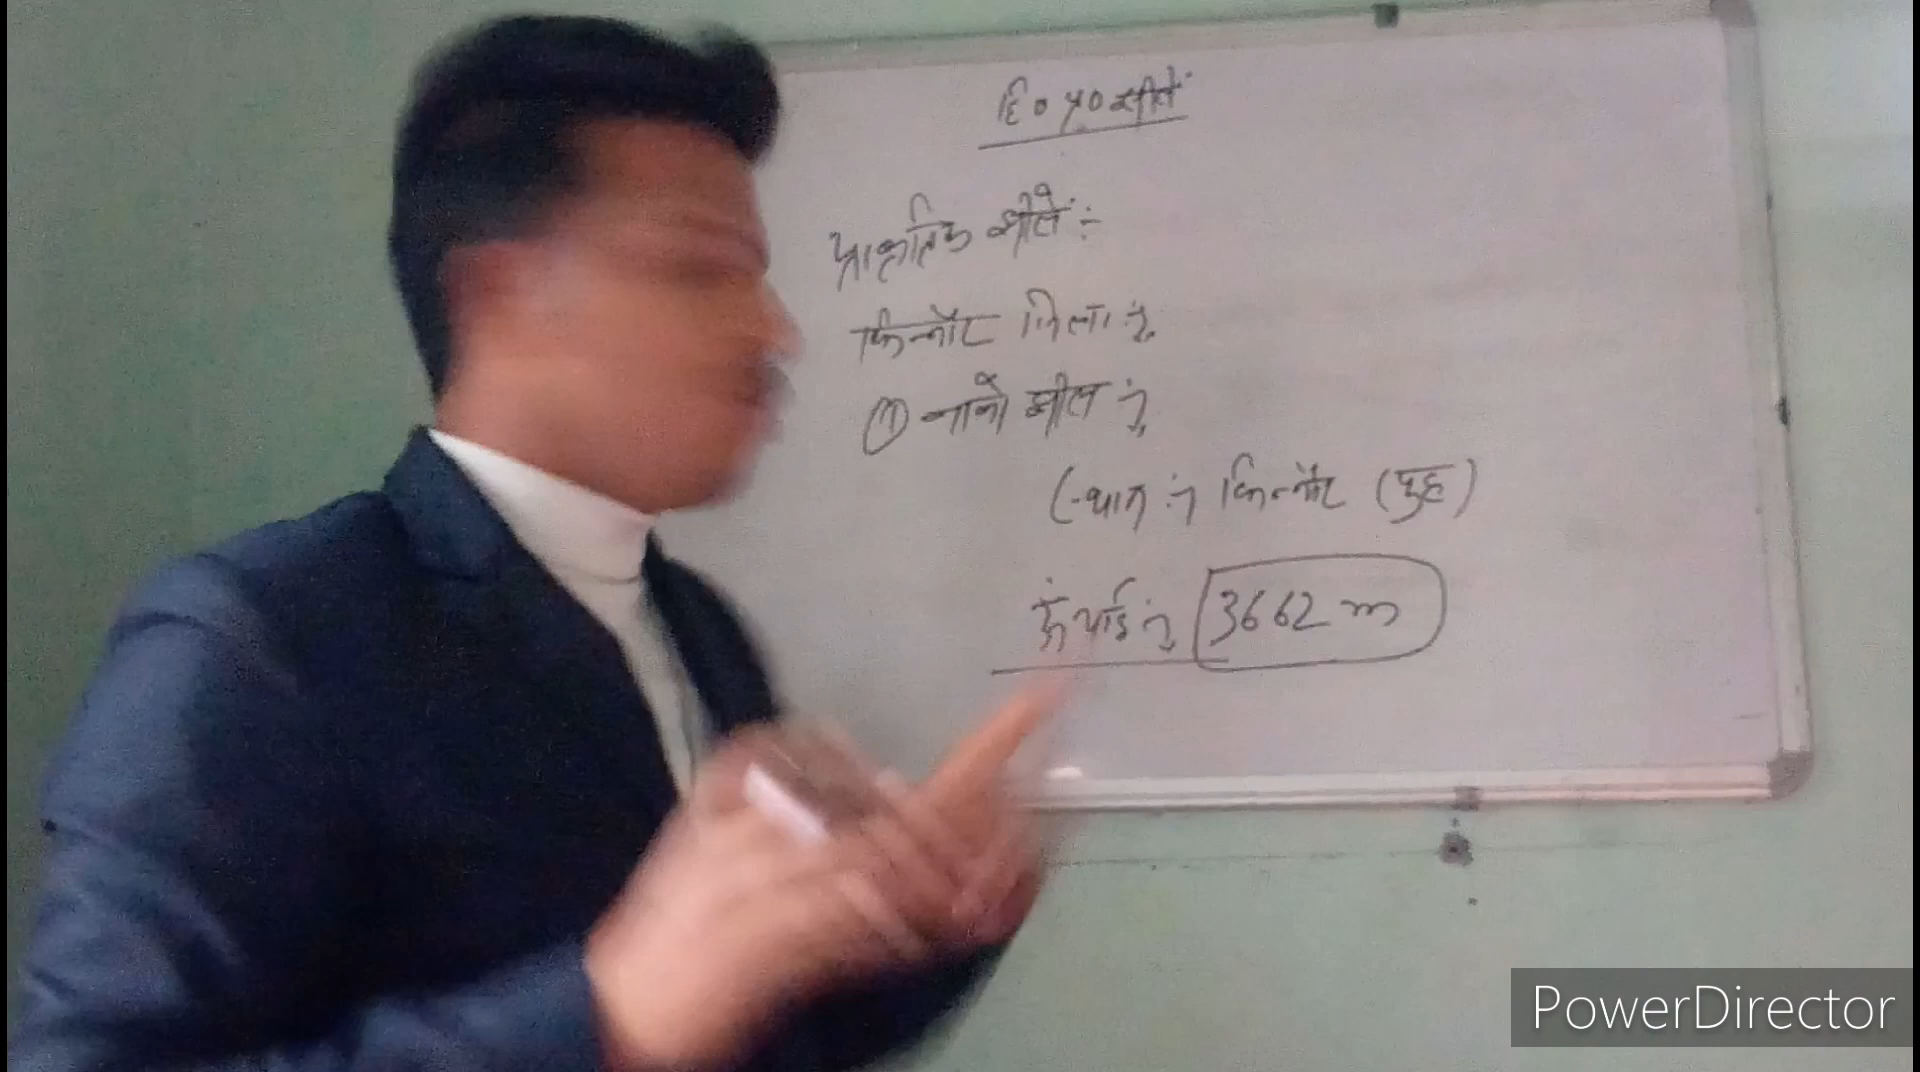 हि० प्र० झीलें
प्राकृतिक झीलें :-
किन्नौर जिला :-
① नाको झील :-
(स्थान :- किन्नौर (पूह)
ऊँचाई :- 3662 m
PowerDirector